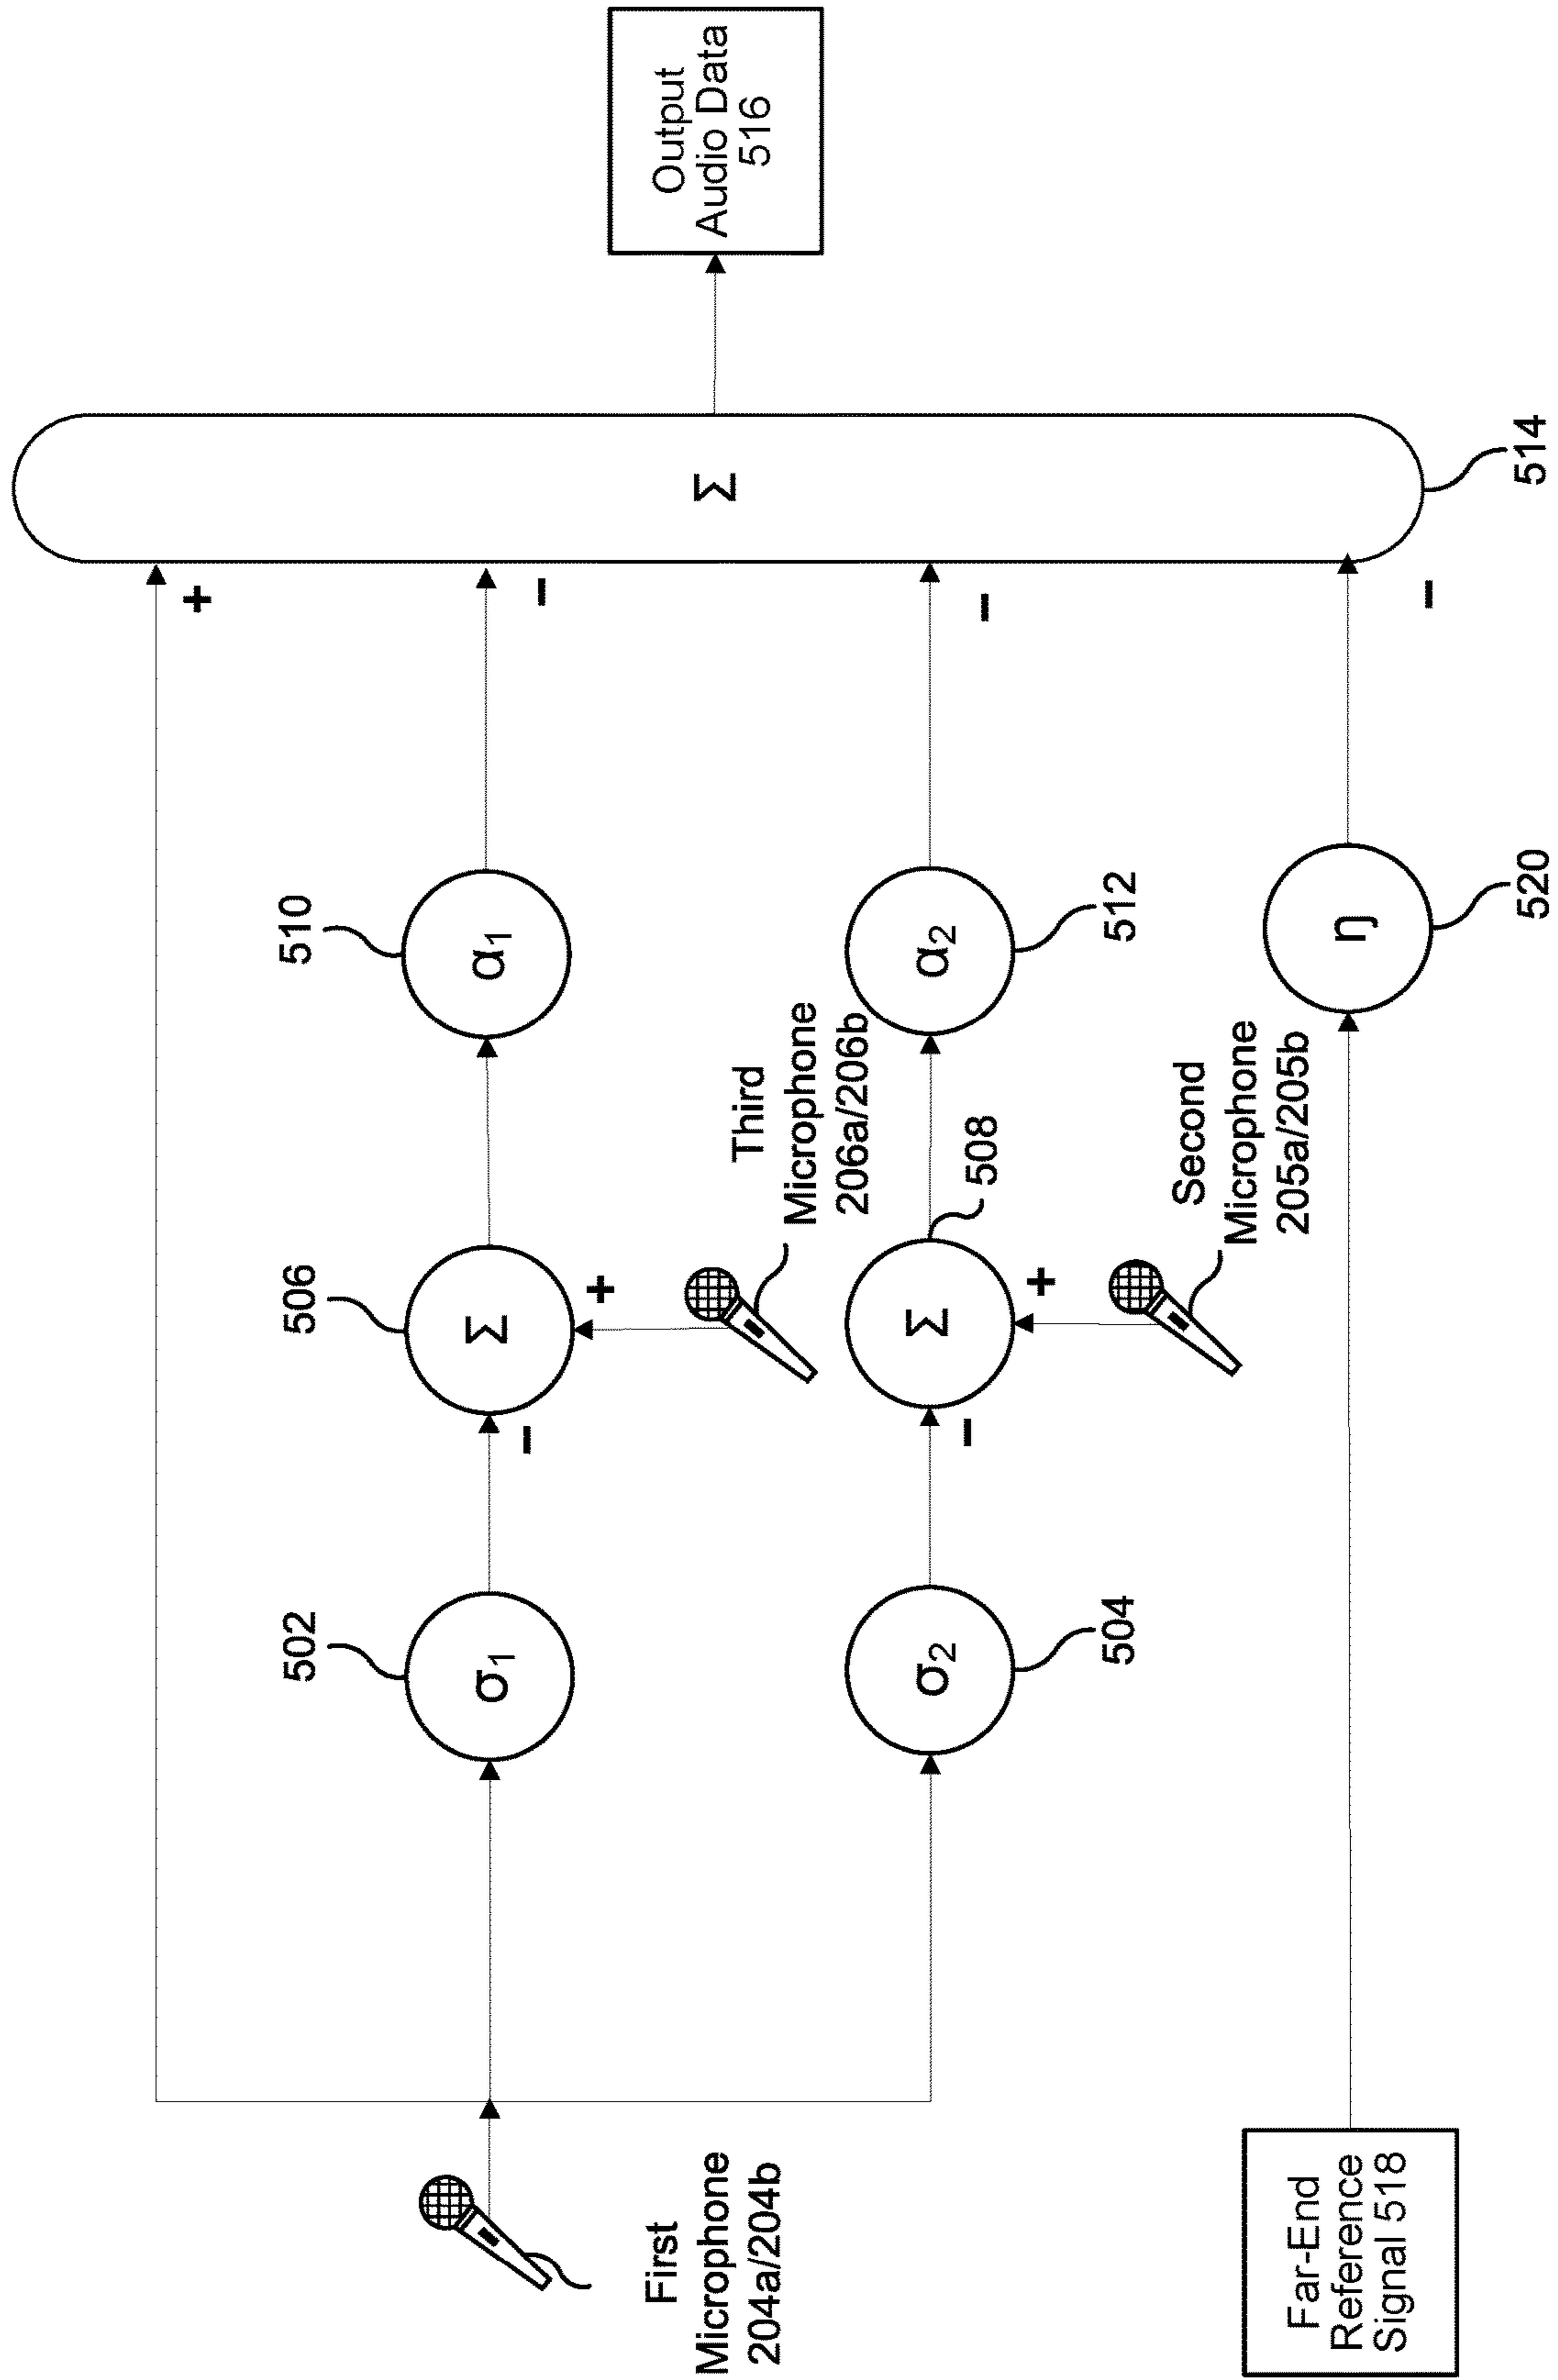 First
Microphone
204a/204b
502
σ1
506
Σ
+
−
510
α1
+
−
−
−
Σ
514
Output
Audio Data
516
Third
Microphone
206a/206b
504
σ2
508
Σ
+
−
512
α2
Second
Microphone
205a/205b
Far-End
Reference
Signal 518
η
520